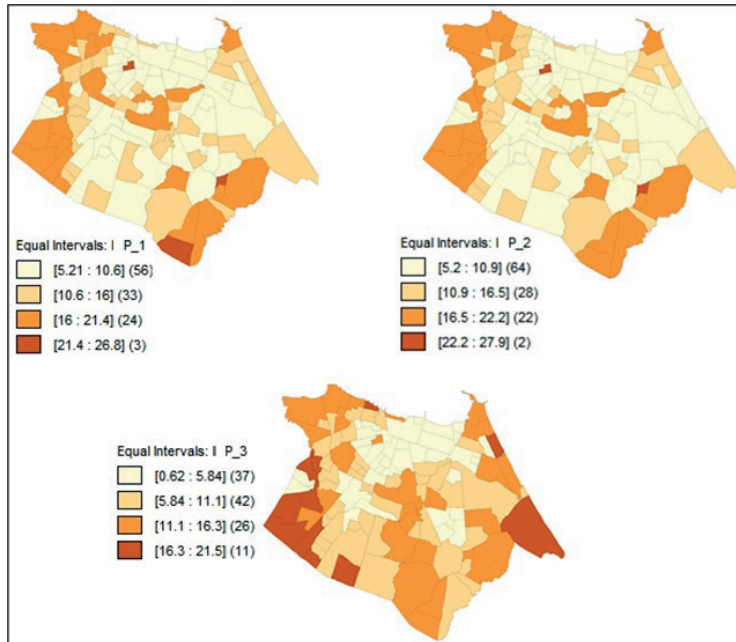 Equal Intervals: I P_1
[5.21 : 10.6] (56)
[10.6 : 16] (33)
[16 : 21.4] (24)
[21.4 : 26.8] (3)
Equal Intervals: I P_2
[5.2 : 10.9] (64)
[10.9 : 16.5] (28)
[16.5 : 22.2] (22)
[22.2 : 27.9] (2)
Equal Intervals: I P_3
[0.62 : 5.84] (37)
[5.84 : 11.1] (42)
[11.1 : 16.3] (26)
[16.3 : 21.5] (11)